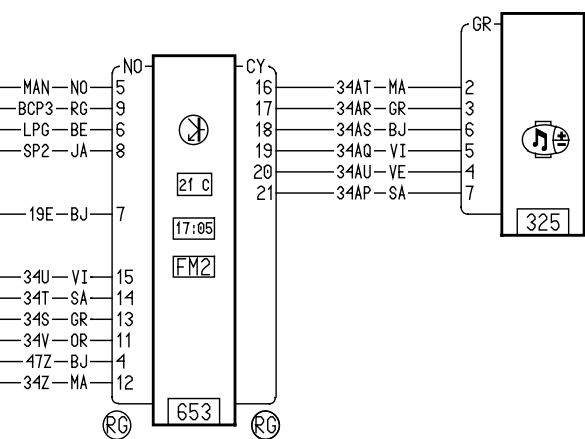 GR
NO CY
MAN NO 5 16 34AT MA 2
BCP3 RG 9 17 34AR GR 3
LPG BE 6 18 34AS BJ 6
SP2 JA 8 19 34AQ VI 5
20 34AU VE 4
21 C 21 34AP SA 7
19E BJ 7 17:05 325
FM2
34U VI 15
34T SA 14
34S GR 13
34V OR 11
47Z BJ 4
34Z MA 12
653
RG RG